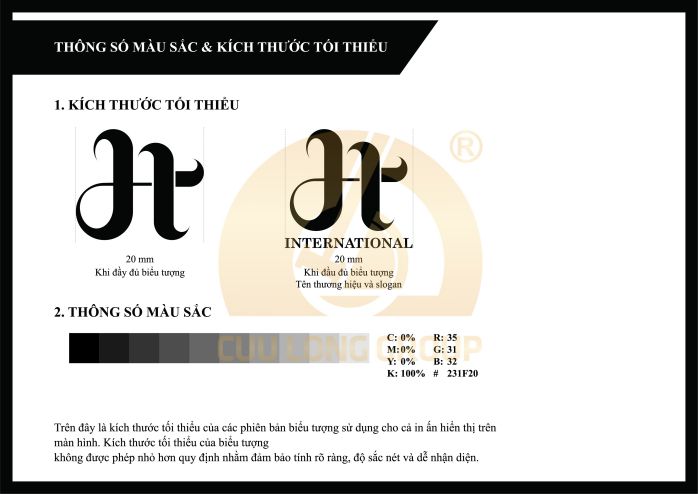 THÔNG SỐ MÀU SẮC & KÍCH THƯỚC TỐI THIỂU
1. KÍCH THƯỚC TỐI THIỂU
®
INTERNATIONAL
20 mm
Khi đầy đủ biểu tượng
20 mm
Khi đầu đủ biểu tượng
Tên thương hiệu và slogan
2. THÔNG SỐ MÀU SẮC
CUU LONG GROUP
C: 0% R: 35
M: 0% G: 31
Y: 0% B: 32
K: 100% # 231F20
Trên đây là kích thước tối thiểu của các phiên bản biểu tượng sử dụng cho cả in ấn hiển thị trên
màn hình. Kích thước tối thiểu của biểu tượng
không được phép nhỏ hơn quy định nhằm đảm bảo tính rõ ràng, độ sắc nét và dễ nhận diện.